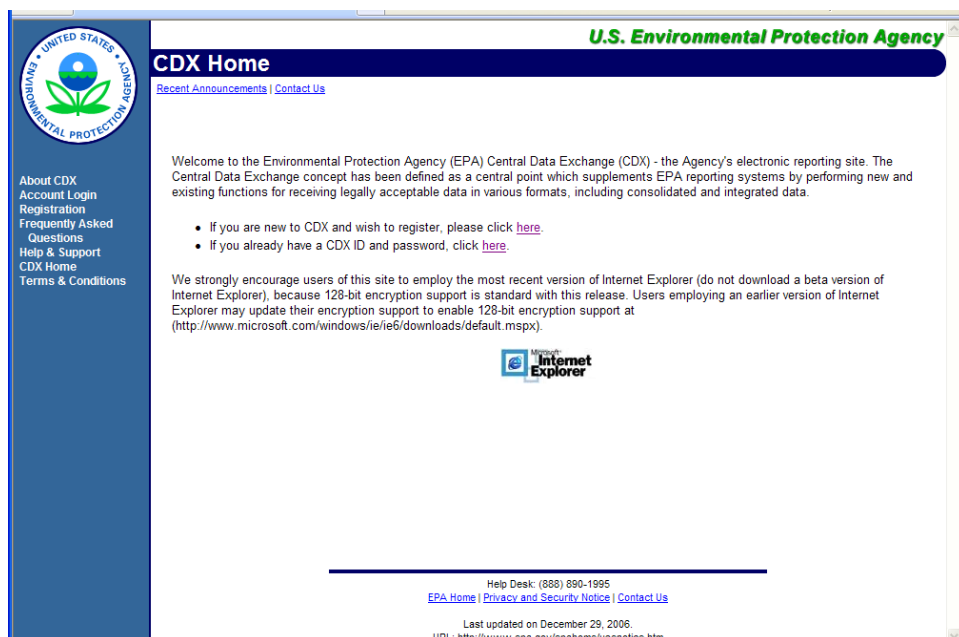 UNITED STATES
ENVIRONMENTAL PROTECTION AGENCY
U.S. Environmental Protection Agency
CDX Home
Recent Announcements | Contact Us
About CDX
Account Login
Registration
Frequently Asked
Questions
Help & Support
CDX Home
Terms & Conditions
Welcome to the Environmental Protection Agency (EPA) Central Data Exchange (CDX) - the Agency's electronic reporting site. The
Central Data Exchange concept has been defined as a central point which supplements EPA reporting systems by performing new and
existing functions for receiving legally acceptable data in various formats, including consolidated and integrated data.
• If you are new to CDX and wish to register, please click here.
• If you already have a CDX ID and password, click here.
We strongly encourage users of this site to employ the most recent version of Internet Explorer (do not download a beta version of
Internet Explorer), because 128-bit encryption support is standard with this release. Users employing an earlier version of Internet
Explorer may update their encryption support to enable 128-bit encryption support at
(http://www.microsoft.com/windows/ie/ie6/downloads/default.mspx).
Microsoft
Internet
Explorer
Help Desk: (888) 890-1995
EPA Home | Privacy and Security Notice | Contact Us
Last updated on December 29, 2006.